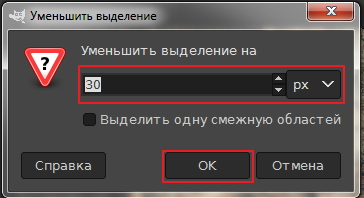 Уменьшить выделение
Уменьшить выделение на
30 px
Выделить одну смежную областей
Справка OK Отмена